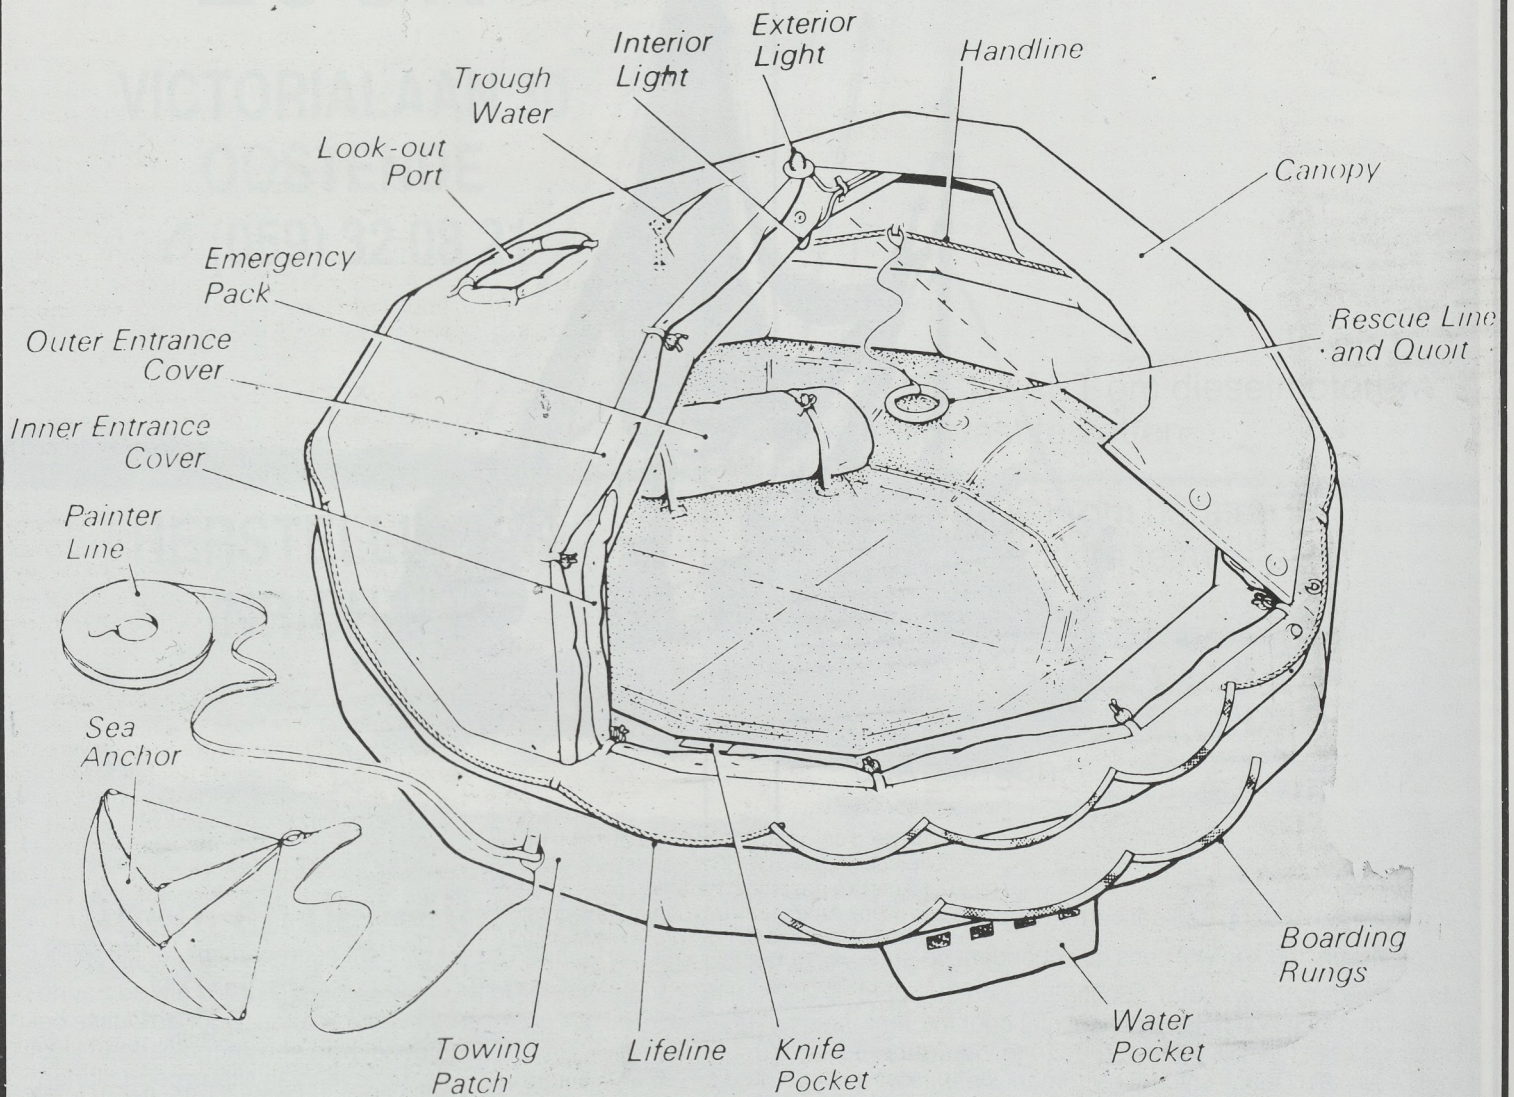 Exterior
Light
Interior
Light
Handline
Trough
Water
Look-out
Port
Canopy
Emergency
Pack
Rescue Line
and Quoit
Outer Entrance
Cover
Inner Entrance
Cover
Painter
Line
Sea
Anchor
Boarding
Rungs
Water
Pocket
Towing
Patch
Lifeline
Knife
Pocket